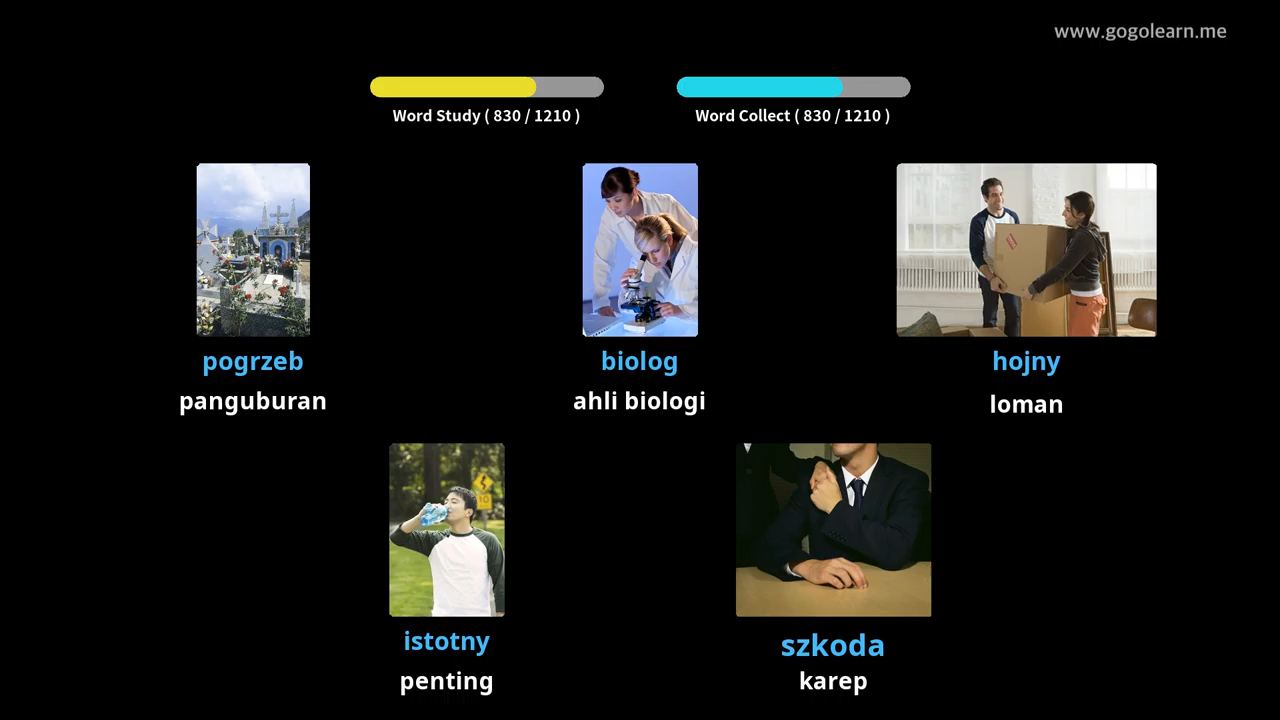 www.gogolearn.me
Word Study ( 830 / 1210 )
Word Collect ( 830 / 1210 )
pogrzeb
biolog
hojny
panguburan
ahli biologi
loman
istotny
szkoda
penting
karep